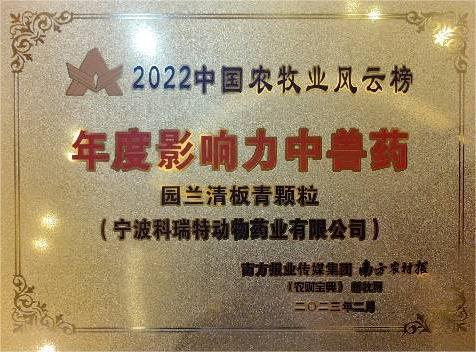 2022中国农牧业风云榜
年度影响力中兽药
园兰清板青颗粒
（宁波科瑞特动物药业有限公司）
南方报业传媒集团 南方农村报
《农财宝典》 新牧网
二〇二三年二月